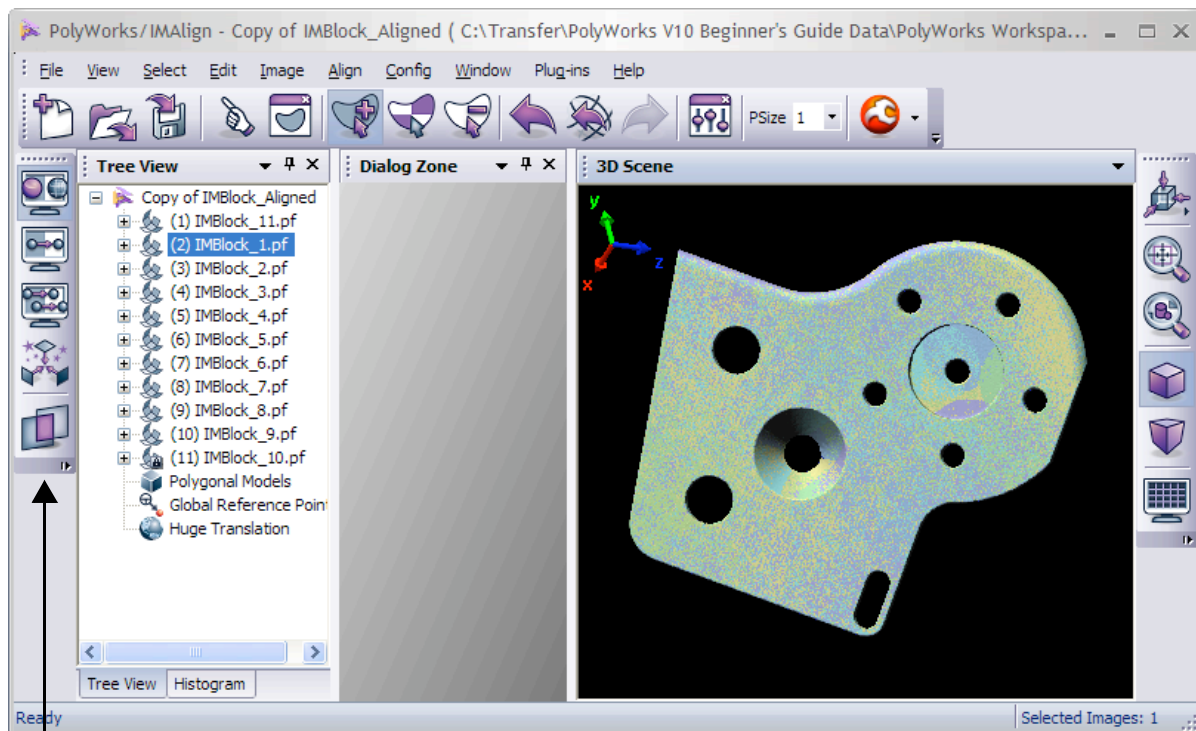 PolyWorks/IMAlign - Copy of IMBlock_Aligned ( C:\Transfer\PolyWorks V10 Beginner's Guide Data\PolyWorks Workspa...
File View Select Edit Image Align Config Window Plug-ins Help
PSize 1
Tree View
Copy of IMBlock_Aligned
(1) IMBlock_11.pf
(2) IMBlock_1.pf
(3) IMBlock_2.pf
(4) IMBlock_3.pf
(5) IMBlock_4.pf
(6) IMBlock_5.pf
(7) IMBlock_6.pf
(8) IMBlock_7.pf
(9) IMBlock_8.pf
(10) IMBlock_9.pf
(11) IMBlock_10.pf
Polygonal Models
Global Reference Poin
Huge Translation
Tree View Histogram
Dialog Zone
3D Scene
y
z
x
Ready
Selected Images: 1